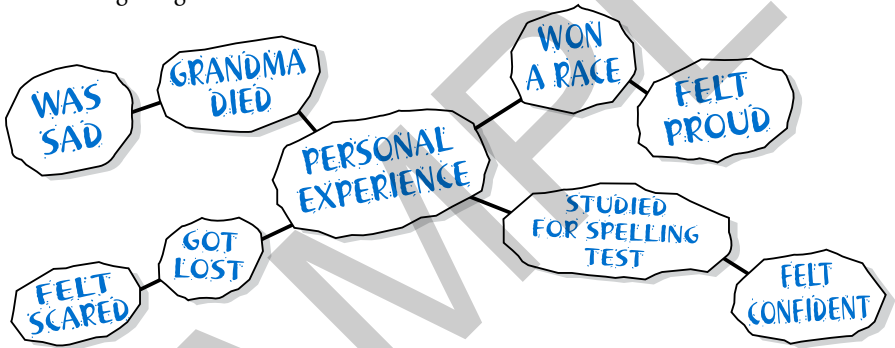 WAS
SAD
GRANDMA
DIED
PERSONAL
EXPERIENCE
WON
A RACE
FELT
PROUD
GOT
LOST
FELT
SCARED
STUDIED
FOR SPELLING
TEST
FELT
CONFIDENT